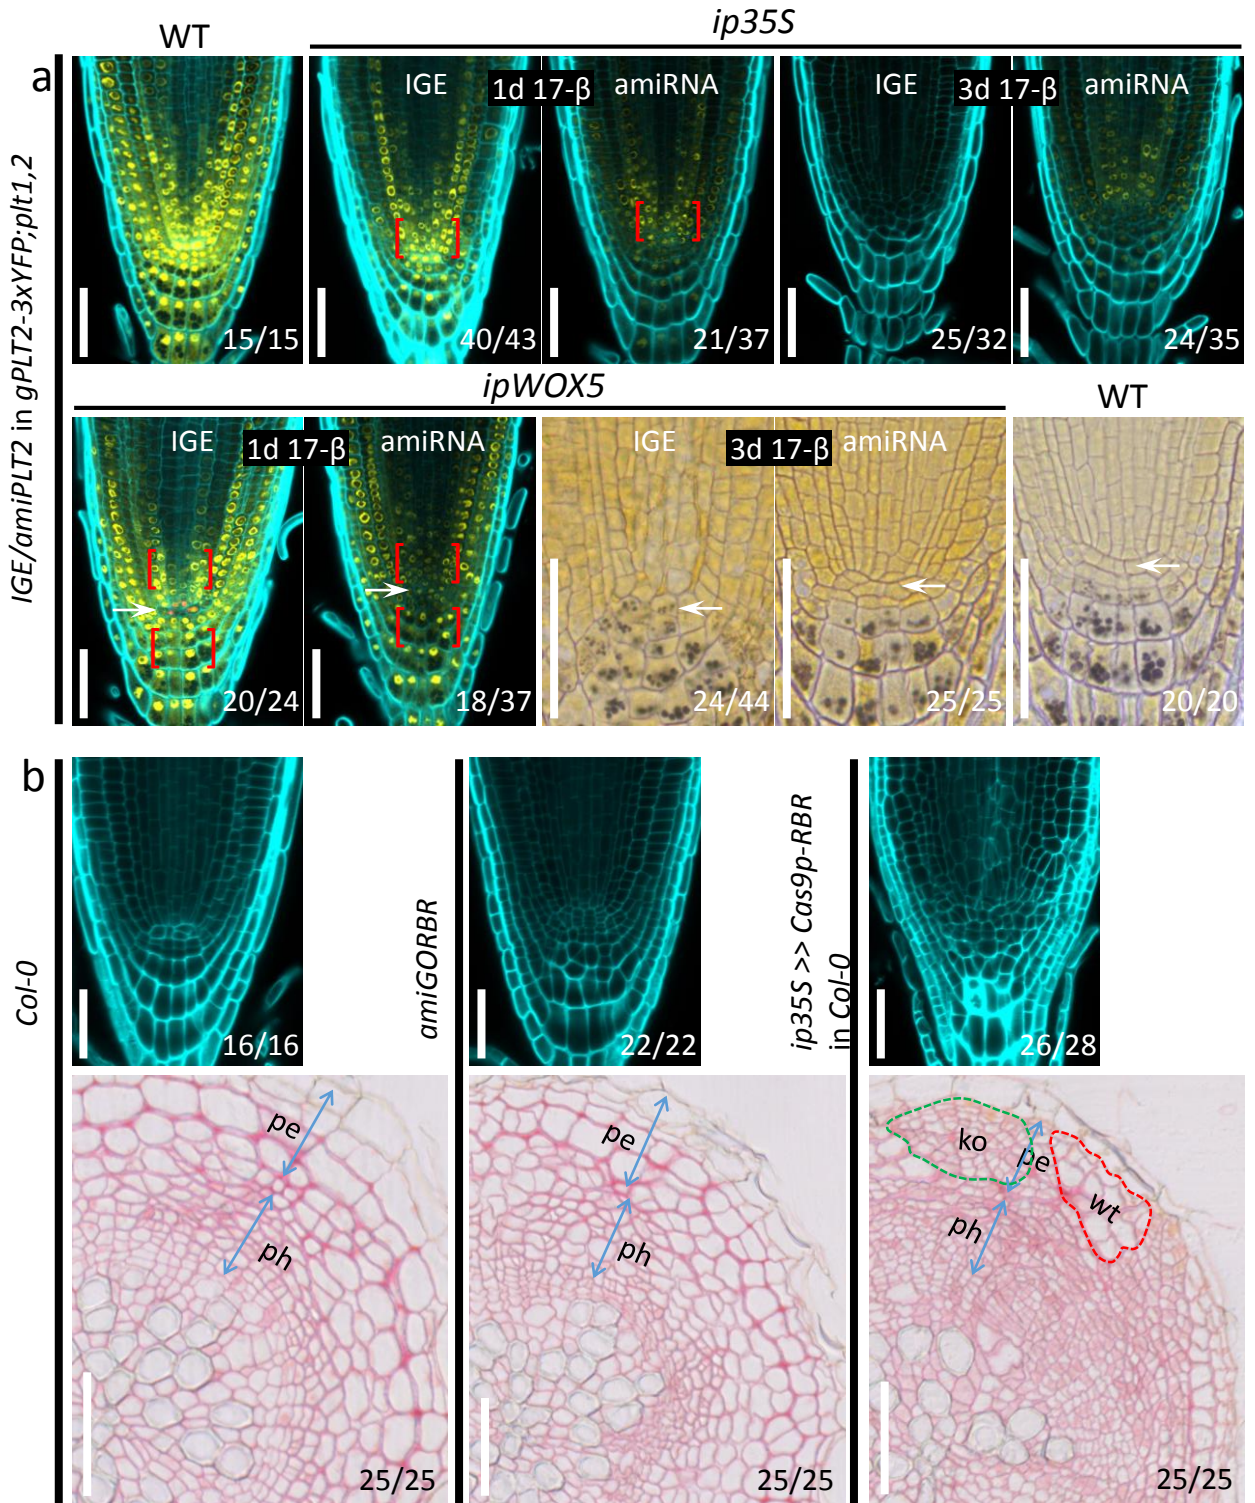 WT
ip35S
a
IGE
1d 17-β
amiRNA
IGE
3d 17-β
amiRNA
IGE/amiPLT2 in gPLT2-3xYFP;plt1,2
15/15
40/43
21/37
25/32
24/35
ipWOX5
WT
IGE
1d 17-β
amiRNA
IGE
3d 17-β
amiRNA
[ ]
20/24
18/37
24/44
25/25
20/20
b
Col-0
amiGORBR
ip35S >> Cas9p-RBR
in Col-0
16/16
22/22
26/28
pe
ph
pe
ph
ko
pe
wt
ph
25/25
25/25
25/25